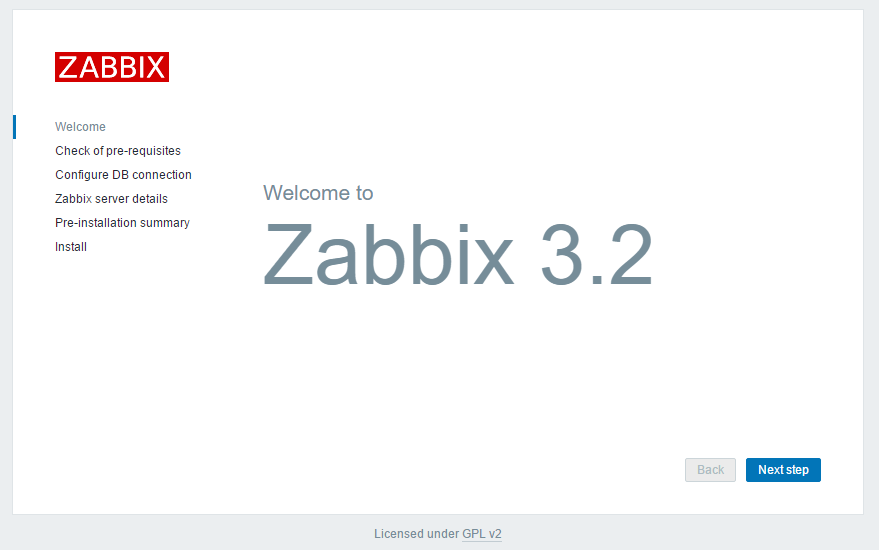 ZABBIX
Welcome
Check of pre-requisites
Configure DB connection
Zabbix server details
Pre-installation summary
Install
Welcome to
Zabbix 3.2
Back
Next step
Licensed under GPL v2